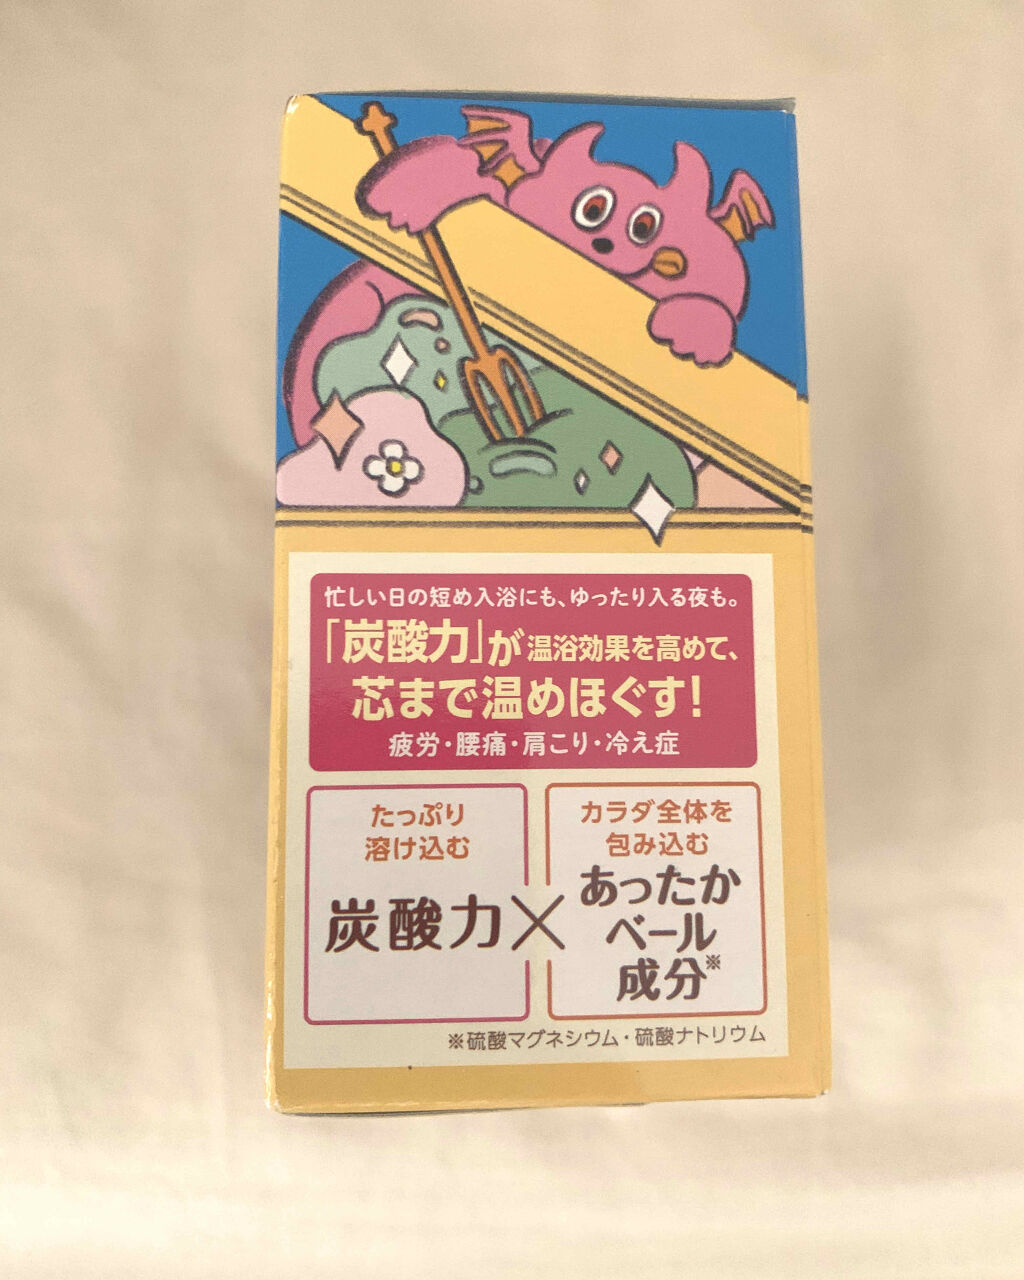 忙しい日の短め入浴にも、ゆったり入る夜も。
「炭酸力」が温浴効果を高めて、
芯まで温めほぐす!
疲労・腰痛・肩こり・冷え症
たっぷり
溶け込む
炭酸力
×
カラダ全体を
包み込む
あったか
ベール
成分※
※硫酸マグネシウム・硫酸ナトリウム